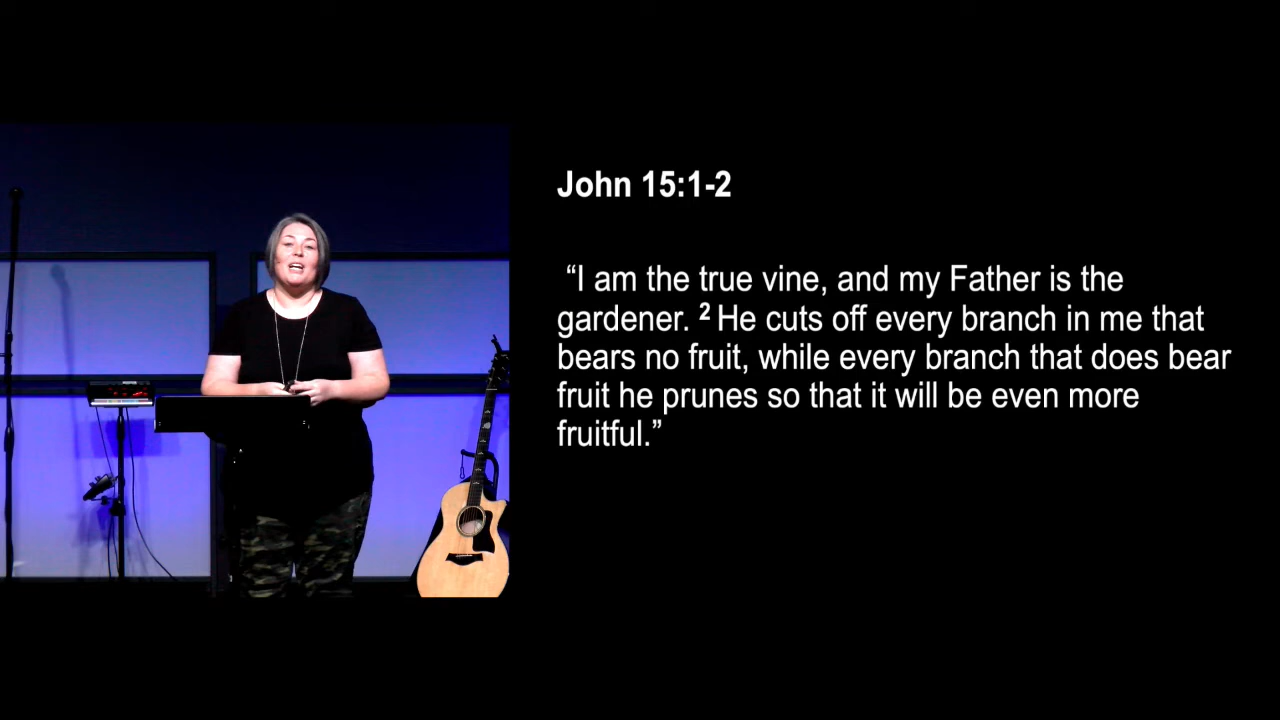 John 15:1-2
“I am the true vine, and my Father is the
gardener. ² He cuts off every branch in me that
bears no fruit, while every branch that does bear
fruit he prunes so that it will be even more
fruitful.”